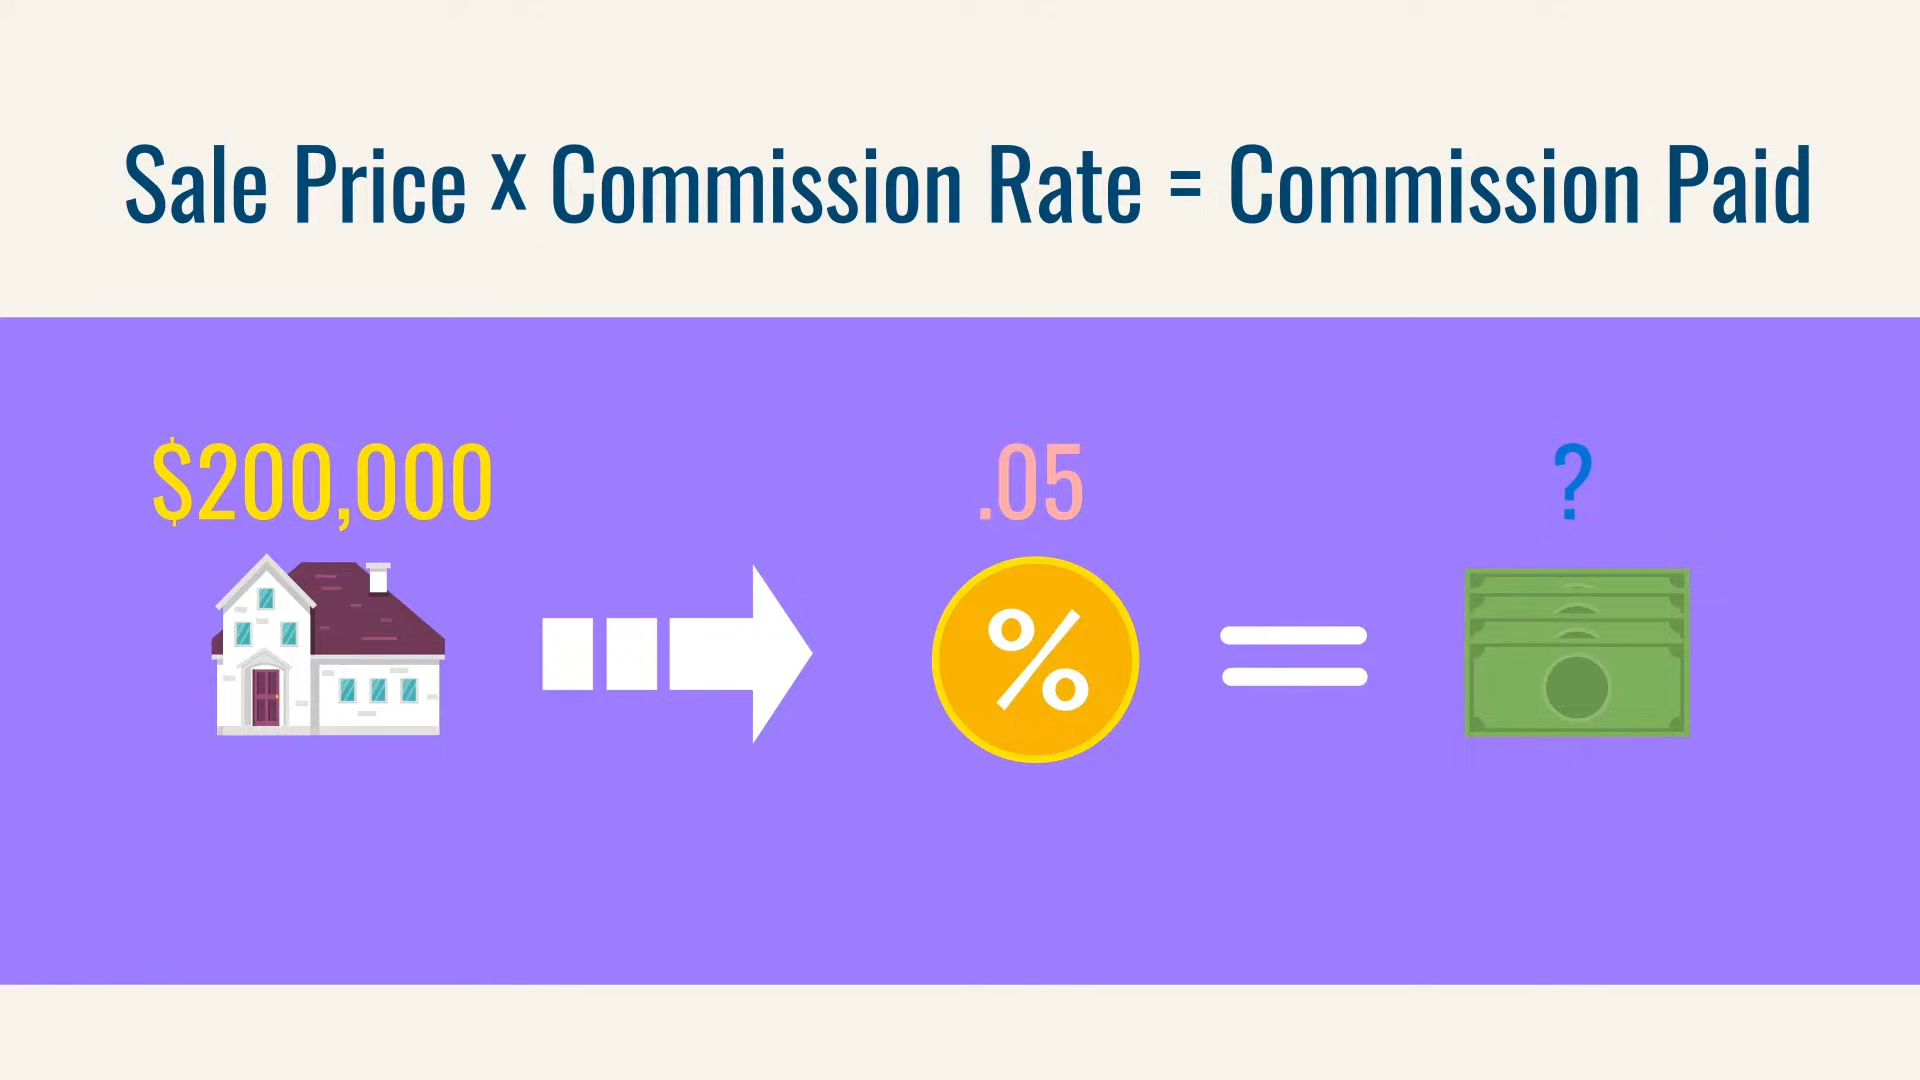 Sale Price x Commission Rate = Commission Paid
$200,000 .05 ?
%